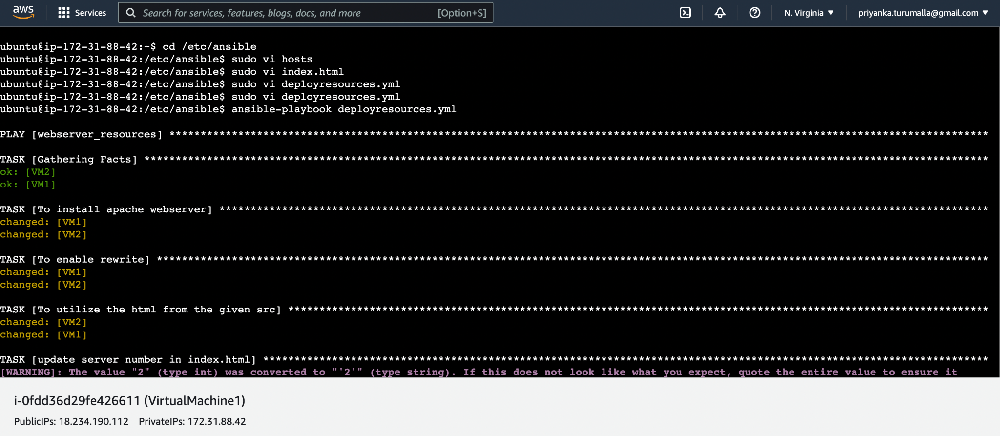 aws
Services
Search for services, features, blogs, docs, and more [Option+S]
N. Virginia ▼
priyanka.turumalla@gmail.com ▼
ubuntu@ip-172-31-88-42:~$ cd /etc/ansible
ubuntu@ip-172-31-88-42:/etc/ansible$ sudo vi hosts
ubuntu@ip-172-31-88-42:/etc/ansible$ sudo vi index.html
ubuntu@ip-172-31-88-42:/etc/ansible$ sudo vi deployresources.yml
ubuntu@ip-172-31-88-42:/etc/ansible$ sudo vi deployresources.yml
ubuntu@ip-172-31-88-42:/etc/ansible$ ansible-playbook deployresources.yml
PLAY [webserver_resources] ***********************************************************************************************************************************
TASK [Gathering Facts] ***************************************************************************************************************************************
ok: [VM2]
ok: [VM1]
TASK [To install apache webserver] ***************************************************************************************************************************
changed: [VM1]
changed: [VM2]
TASK [To enable rewrite] *************************************************************************************************************************************
changed: [VM1]
changed: [VM2]
TASK [To utilize the html from the given src] ****************************************************************************************************************
changed: [VM2]
changed: [VM1]
TASK [update server number in index.html] ********************************************************************************************************************
[WARNING]: The value "2" (type int) was converted to "'2'" (type string). If this does not look like what you expect, quote the entire value to ensure it
i-0fdd36d29fe426611 (VirtualMachine1)
PublicIPs: 18.234.190.112 PrivateIPs: 172.31.88.42